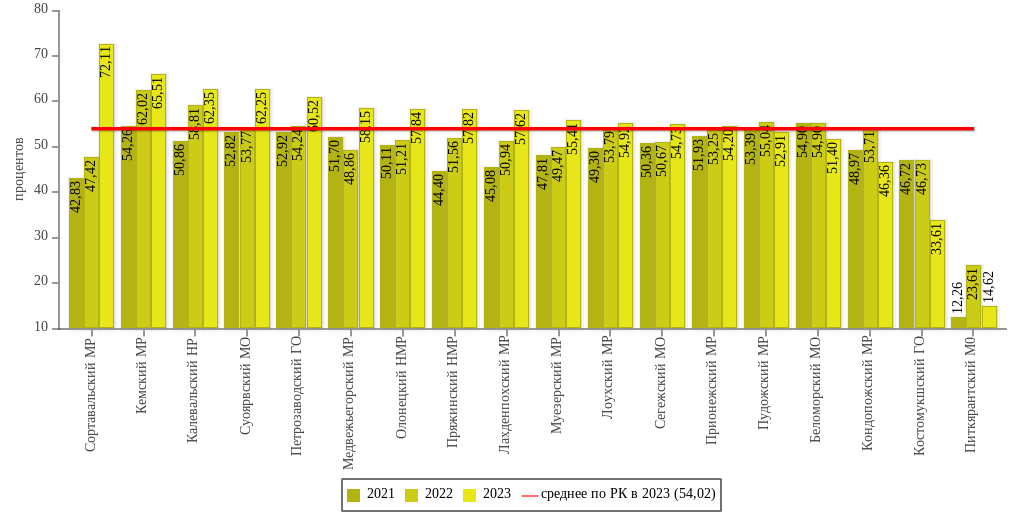 80
70
60
50
40
30
20
10
процентов
42,83 47,42 72,11
54,26 62,02 65,51
50,86 58,81 62,35
52,82 53,77 62,25
52,92 54,24 60,52
51,70 48,86 58,15
50,11 51,21 57,84
44,40 51,56 57,82
45,08 50,94 57,62
47,81 49,47 55,41
49,30 53,79
50,36 50,67 54,73
51,93 53,25 54,20
53,39 55,04 52,91
54,90 54,90 51,40
48,97 53,71 46,36
46,72 46,73 33,61
12,26 23,61 14,62
Сортавальский МР
Кемский МР
Калевальский НР
Суоярвский МО
Петрозаводский ГО
Медвежьегорский МР
Олонецкий НМР
Пряжинский НМР
Лахденпохский МР
Муезерский МР
Лоухский МР
Сегежский МО
Прионежский МР
Пудожский МР
Беломорский МО
Кондопожский МР
Костомукшский ГО
Питкярантский М0
2021 2022 2023 среднее по РК в 2023 (54,02)